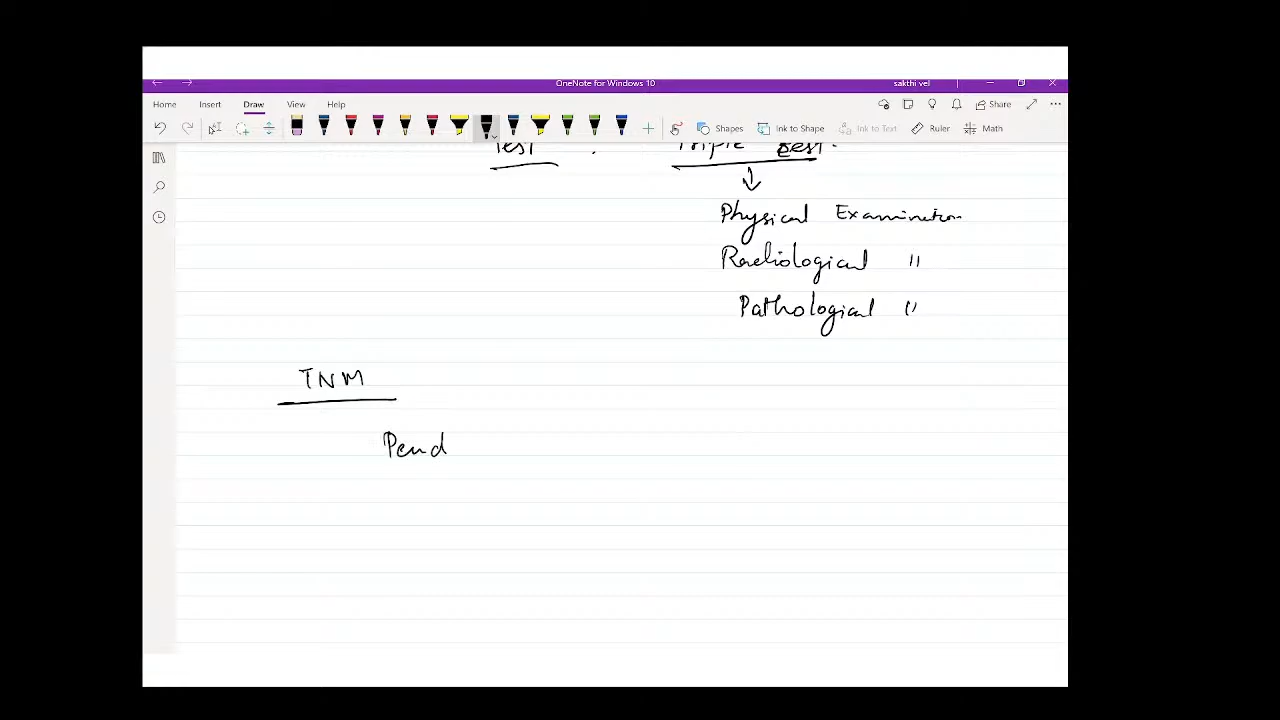 OneNote for Windows 10
sakthi vel
Home Insert Draw View Help
Share
Shapes Ink to Shape Ink to Text Ruler Math
Test . Triple Test.
Physical Examination
Radiological "
Pathological "
TNM
Pend